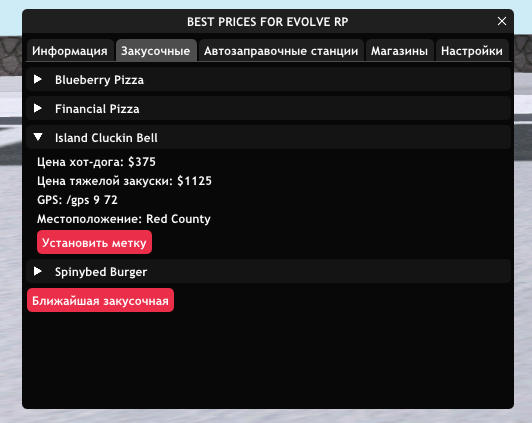 BEST PRICES FOR EVOLVE RP
Информация Закусочные Автозаправочные станции Магазины Настройки
Blueberry Pizza
Financial Pizza
Island Cluckin Bell
Цена хот-дога: $375
Цена тяжелой закуски: $1125
GPS: /gps 9 72
Местоположение: Red County
Установить метку
Spinybed Burger
Ближайшая закусочная